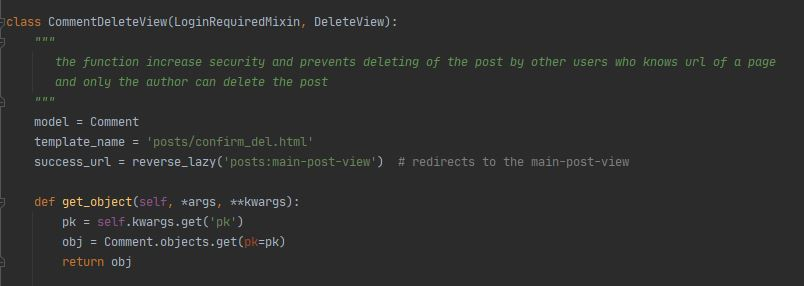 class CommentDeleteView(LoginRequiredMixin, DeleteView):
"""
the function increase security and prevents deleting of the post by other users who knows url of a page
and only the author can delete the post
"""
model = Comment
template_name = 'posts/confirm_del.html'
success_url = reverse_lazy('posts:main-post-view')  # redirects to the main-post-view
def get_object(self, *args, **kwargs):
pk = self.kwargs.get('pk')
obj = Comment.objects.get(pk=pk)
return obj